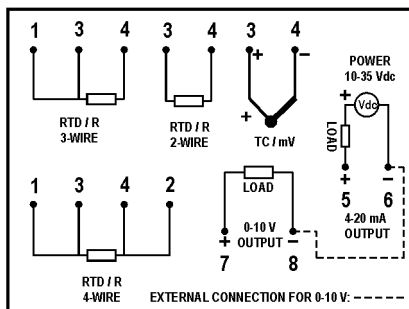 1 3 4 3 4 3 4
+ −
POWER
10-35 Vdc
+ Vdc
LOAD
RTD / R
3-WIRE
RTD / R
2-WIRE
+
TC / mV
+ −
5 6
4-20 mA
OUTPUT
1 3 4 2
RTD / R
4-WIRE
LOAD
0-10 V
+ OUTPUT −
7 8
EXTERNAL CONNECTION FOR 0-10 V: